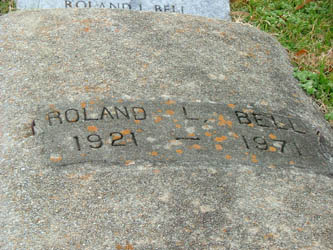 ROLAND L. BELL
ROLAND L. BELL
1921 – 1971